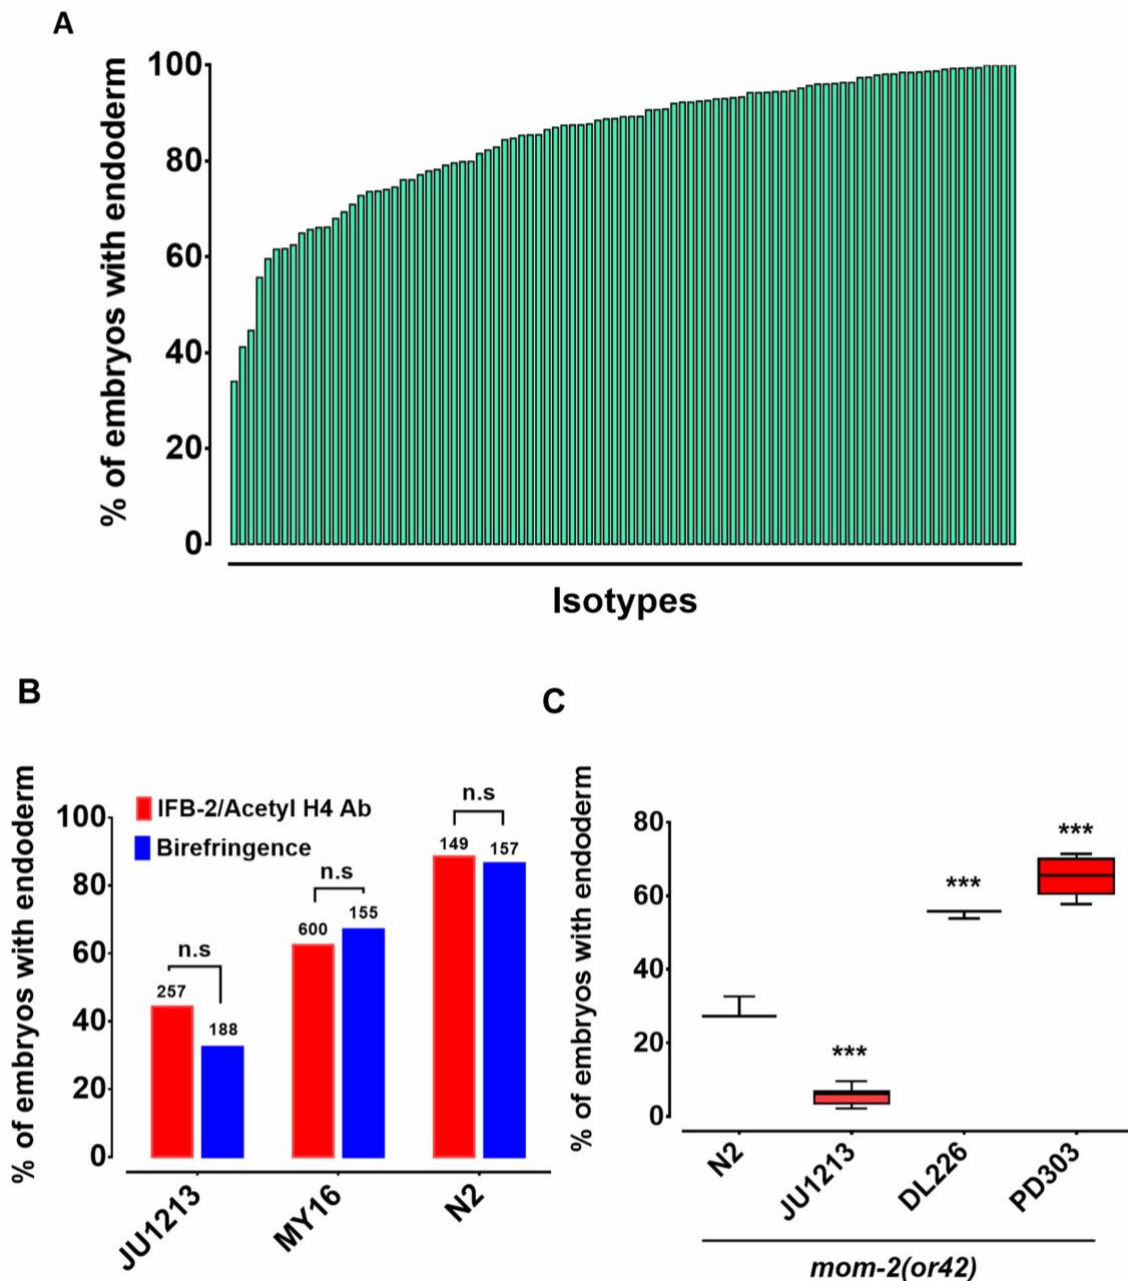 A
% of embryos with endoderm
100
80
60
40
20
0
Isotypes
B
% of embryos with endoderm
100
80
60
40
20
0
IFB-2/Acetyl H4 Ab
Birefringence
n.s
257
188
n.s
600
155
n.s
149
157
JU1213
MY16
N2
C
% of embryos with endoderm
80
60
40
20
0
***
***
***
N2
JU1213
DL226
PD303
mom-2(or42)